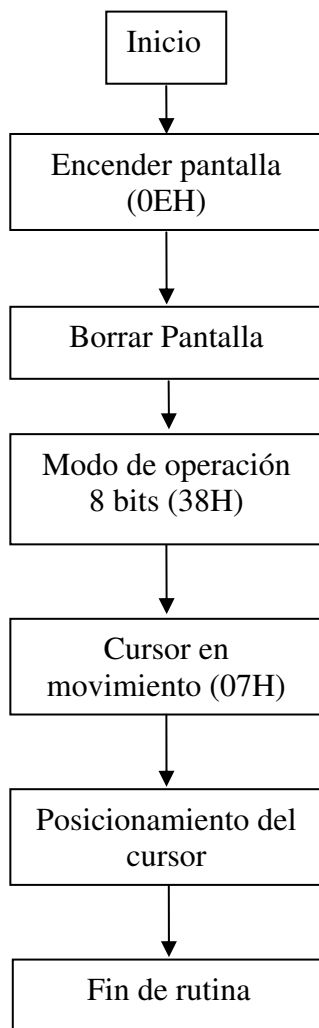 Inicio
Encender pantalla
(0EH)
Borrar Pantalla
Modo de operación
8 bits (38H)
Cursor en
movimiento (07H)
Posicionamiento del
cursor
Fin de rutina